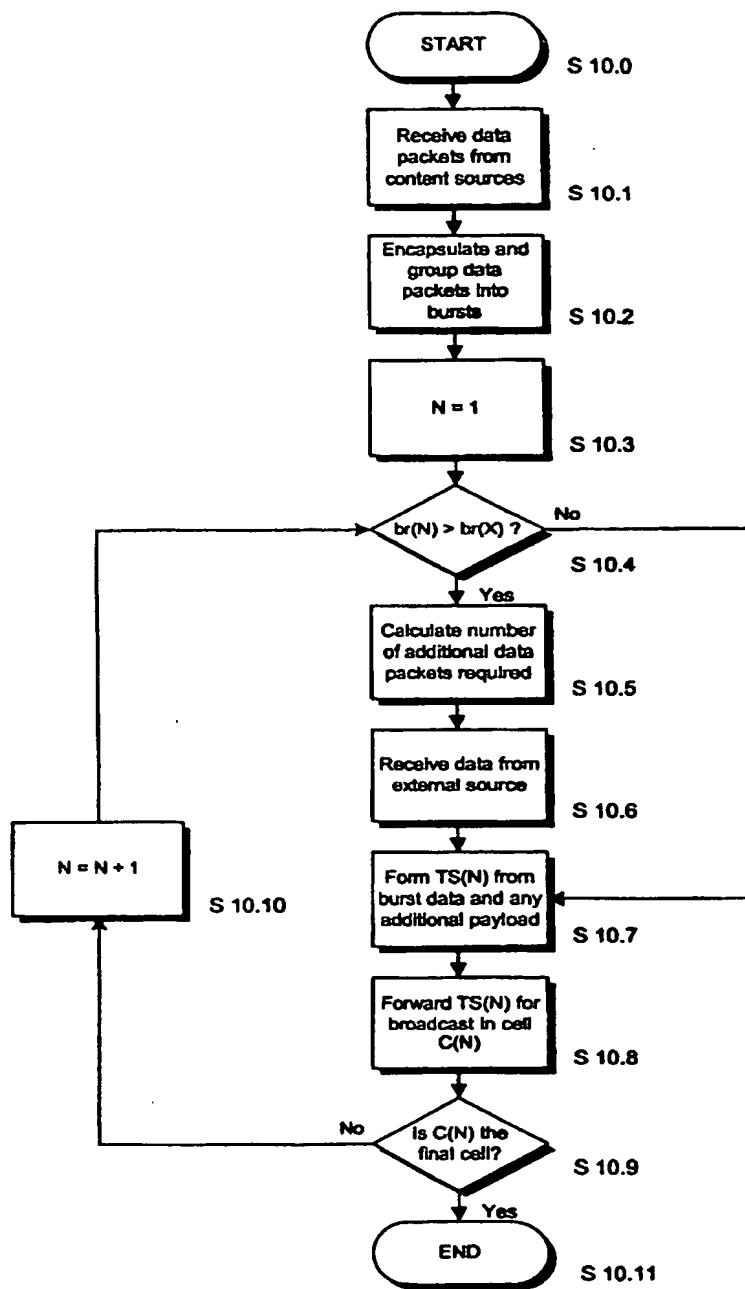 START
S 10.0
Receive data
packets from
content sources
S 10.1
Encapsulate and
group data
packets into
bursts
S 10.2
N = 1
S 10.3
br(N) > br(X) ?
No
S 10.4
Yes
Calculate number
of additional data
packets required
S 10.5
Receive data from
external source
S 10.6
N = N + 1
S 10.10
Form TS(N) from
burst data and any
additional payload
S 10.7
Forward TS(N) for
broadcast in cell
C(N)
S 10.8
No
is C(N) the
final cell?
S 10.9
Yes
END
S 10.11